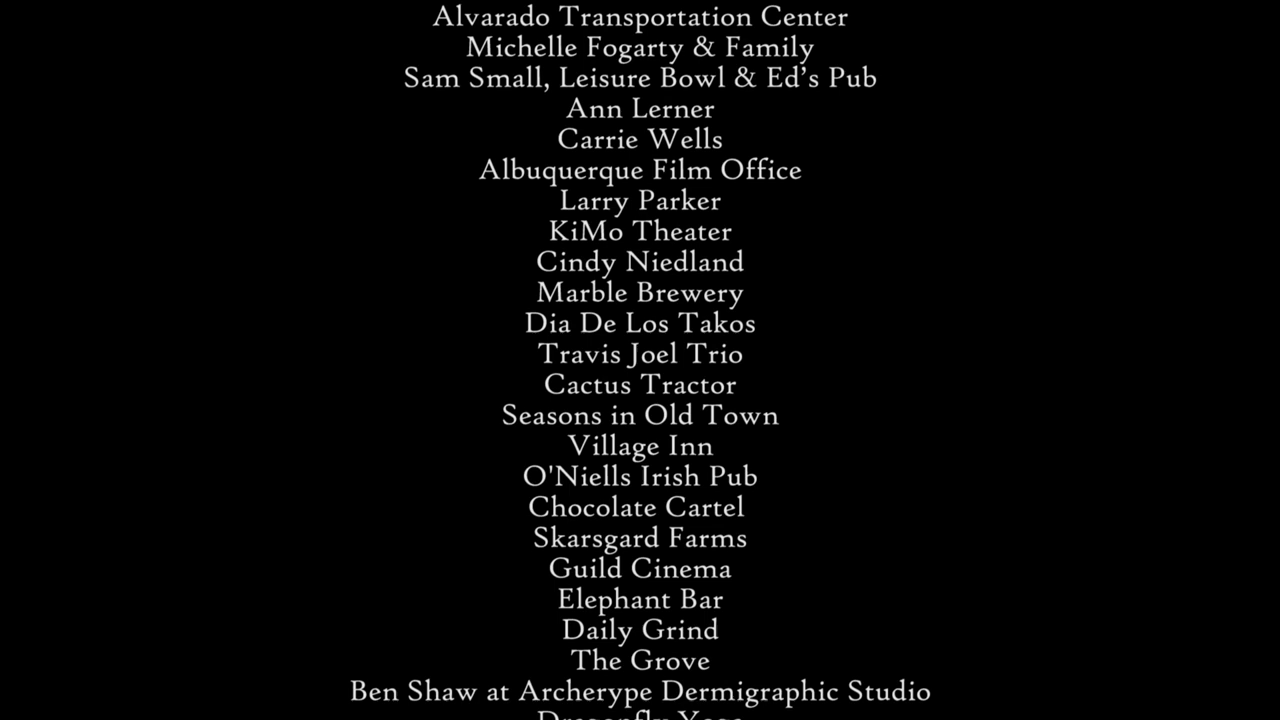 Alvarado Transportation Center
Michelle Fogarty & Family
Sam Small, Leisure Bowl & Ed’s Pub
Ann Lerner
Carrie Wells
Albuquerque Film Office
Larry Parker
KiMo Theater
Cindy Niedland
Marble Brewery
Dia De Los Takos
Travis Joel Trio
Cactus Tractor
Seasons in Old Town
Village Inn
O'Niells Irish Pub
Chocolate Cartel
Skarsgard Farms
Guild Cinema
Elephant Bar
Daily Grind
The Grove
Ben Shaw at Archerype Dermigraphic Studio
Dragonfly Yoga